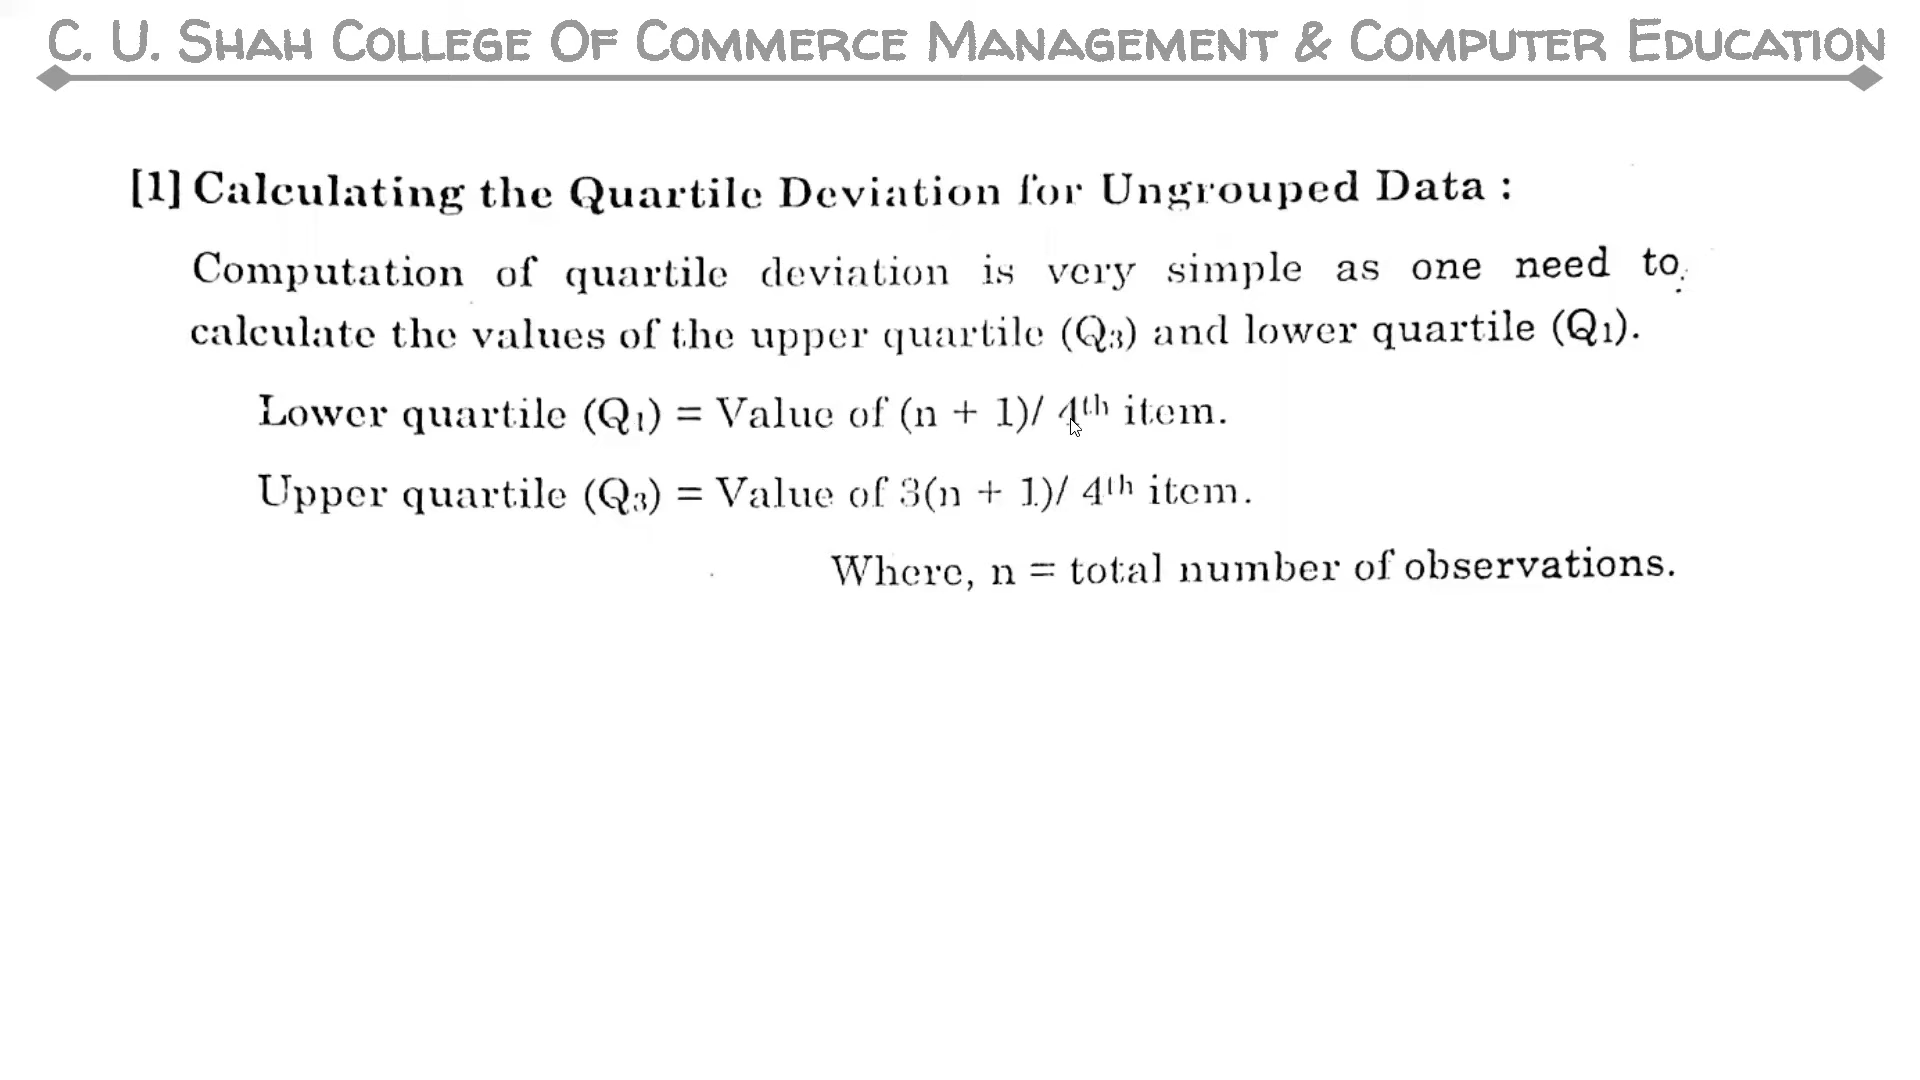 C. U. SHAH COLLEGE OF COMMERCE MANAGEMENT & COMPUTER EDUCATION
[1] Calculating the Quartile Deviation for Ungrouped Data :
Computation of quartile deviation is very simple as one need to
calculate the values of the upper quartile (Q₃) and lower quartile (Q₁).
Lower quartile (Q₁) = Value of (n + 1)/ 4ᵗʰ item.
Upper quartile (Q₃) = Value of 3(n + 1)/ 4ᵗʰ item.
Where, n = total number of observations.